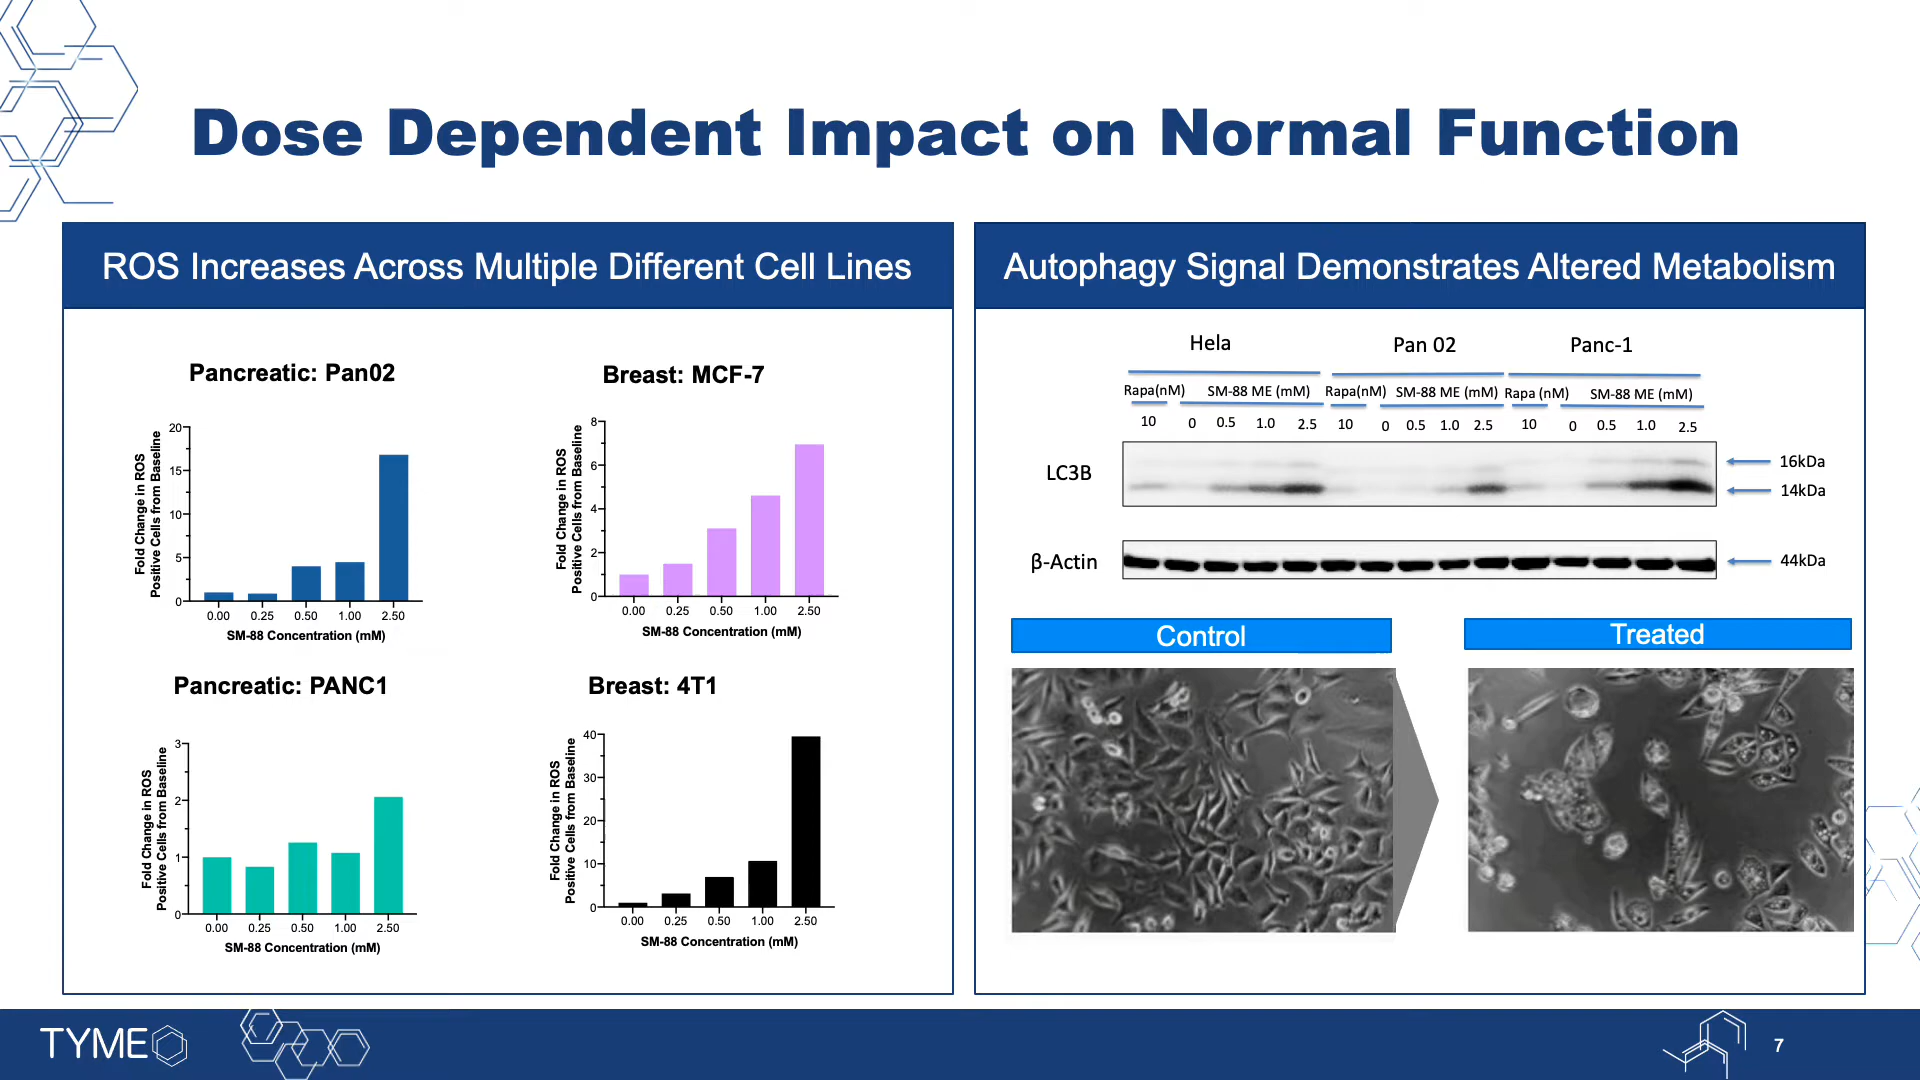 Dose Dependent Impact on Normal Function
ROS Increases Across Multiple Different Cell Lines
Pancreatic: Pan02
Fold Change in ROS
Positive Cells from Baseline
20
15
10
5
0
0.00 0.25 0.50 1.00 2.50
SM-88 Concentration (mM)
Breast: MCF-7
Fold Change in ROS
Positive Cells from Baseline
8
6
4
2
0
0.00 0.25 0.50 1.00 2.50
SM-88 Concentration (mM)
Pancreatic: PANC1
Fold Change in ROS
Positive Cells from Baseline
3
2
1
0
0.00 0.25 0.50 1.00 2.50
SM-88 Concentration (mM)
Breast: 4T1
Fold Change in ROS
Positive Cells from Baseline
40
30
20
10
0
0.00 0.25 0.50 1.00 2.50
SM-88 Concentration (mM)
Autophagy Signal Demonstrates Altered Metabolism
Hela Pan 02 Panc-1
Rapa(nM) SM-88 ME (mM) Rapa(nM) SM-88 ME (mM) Rapa (nM) SM-88 ME (mM)
10 0 0.5 1.0 2.5 10 0 0.5 1.0 2.5 10 0 0.5 1.0 2.5
LC3B
16kDa
14kDa
β-Actin
44kDa
Control
Treated
TYME
7